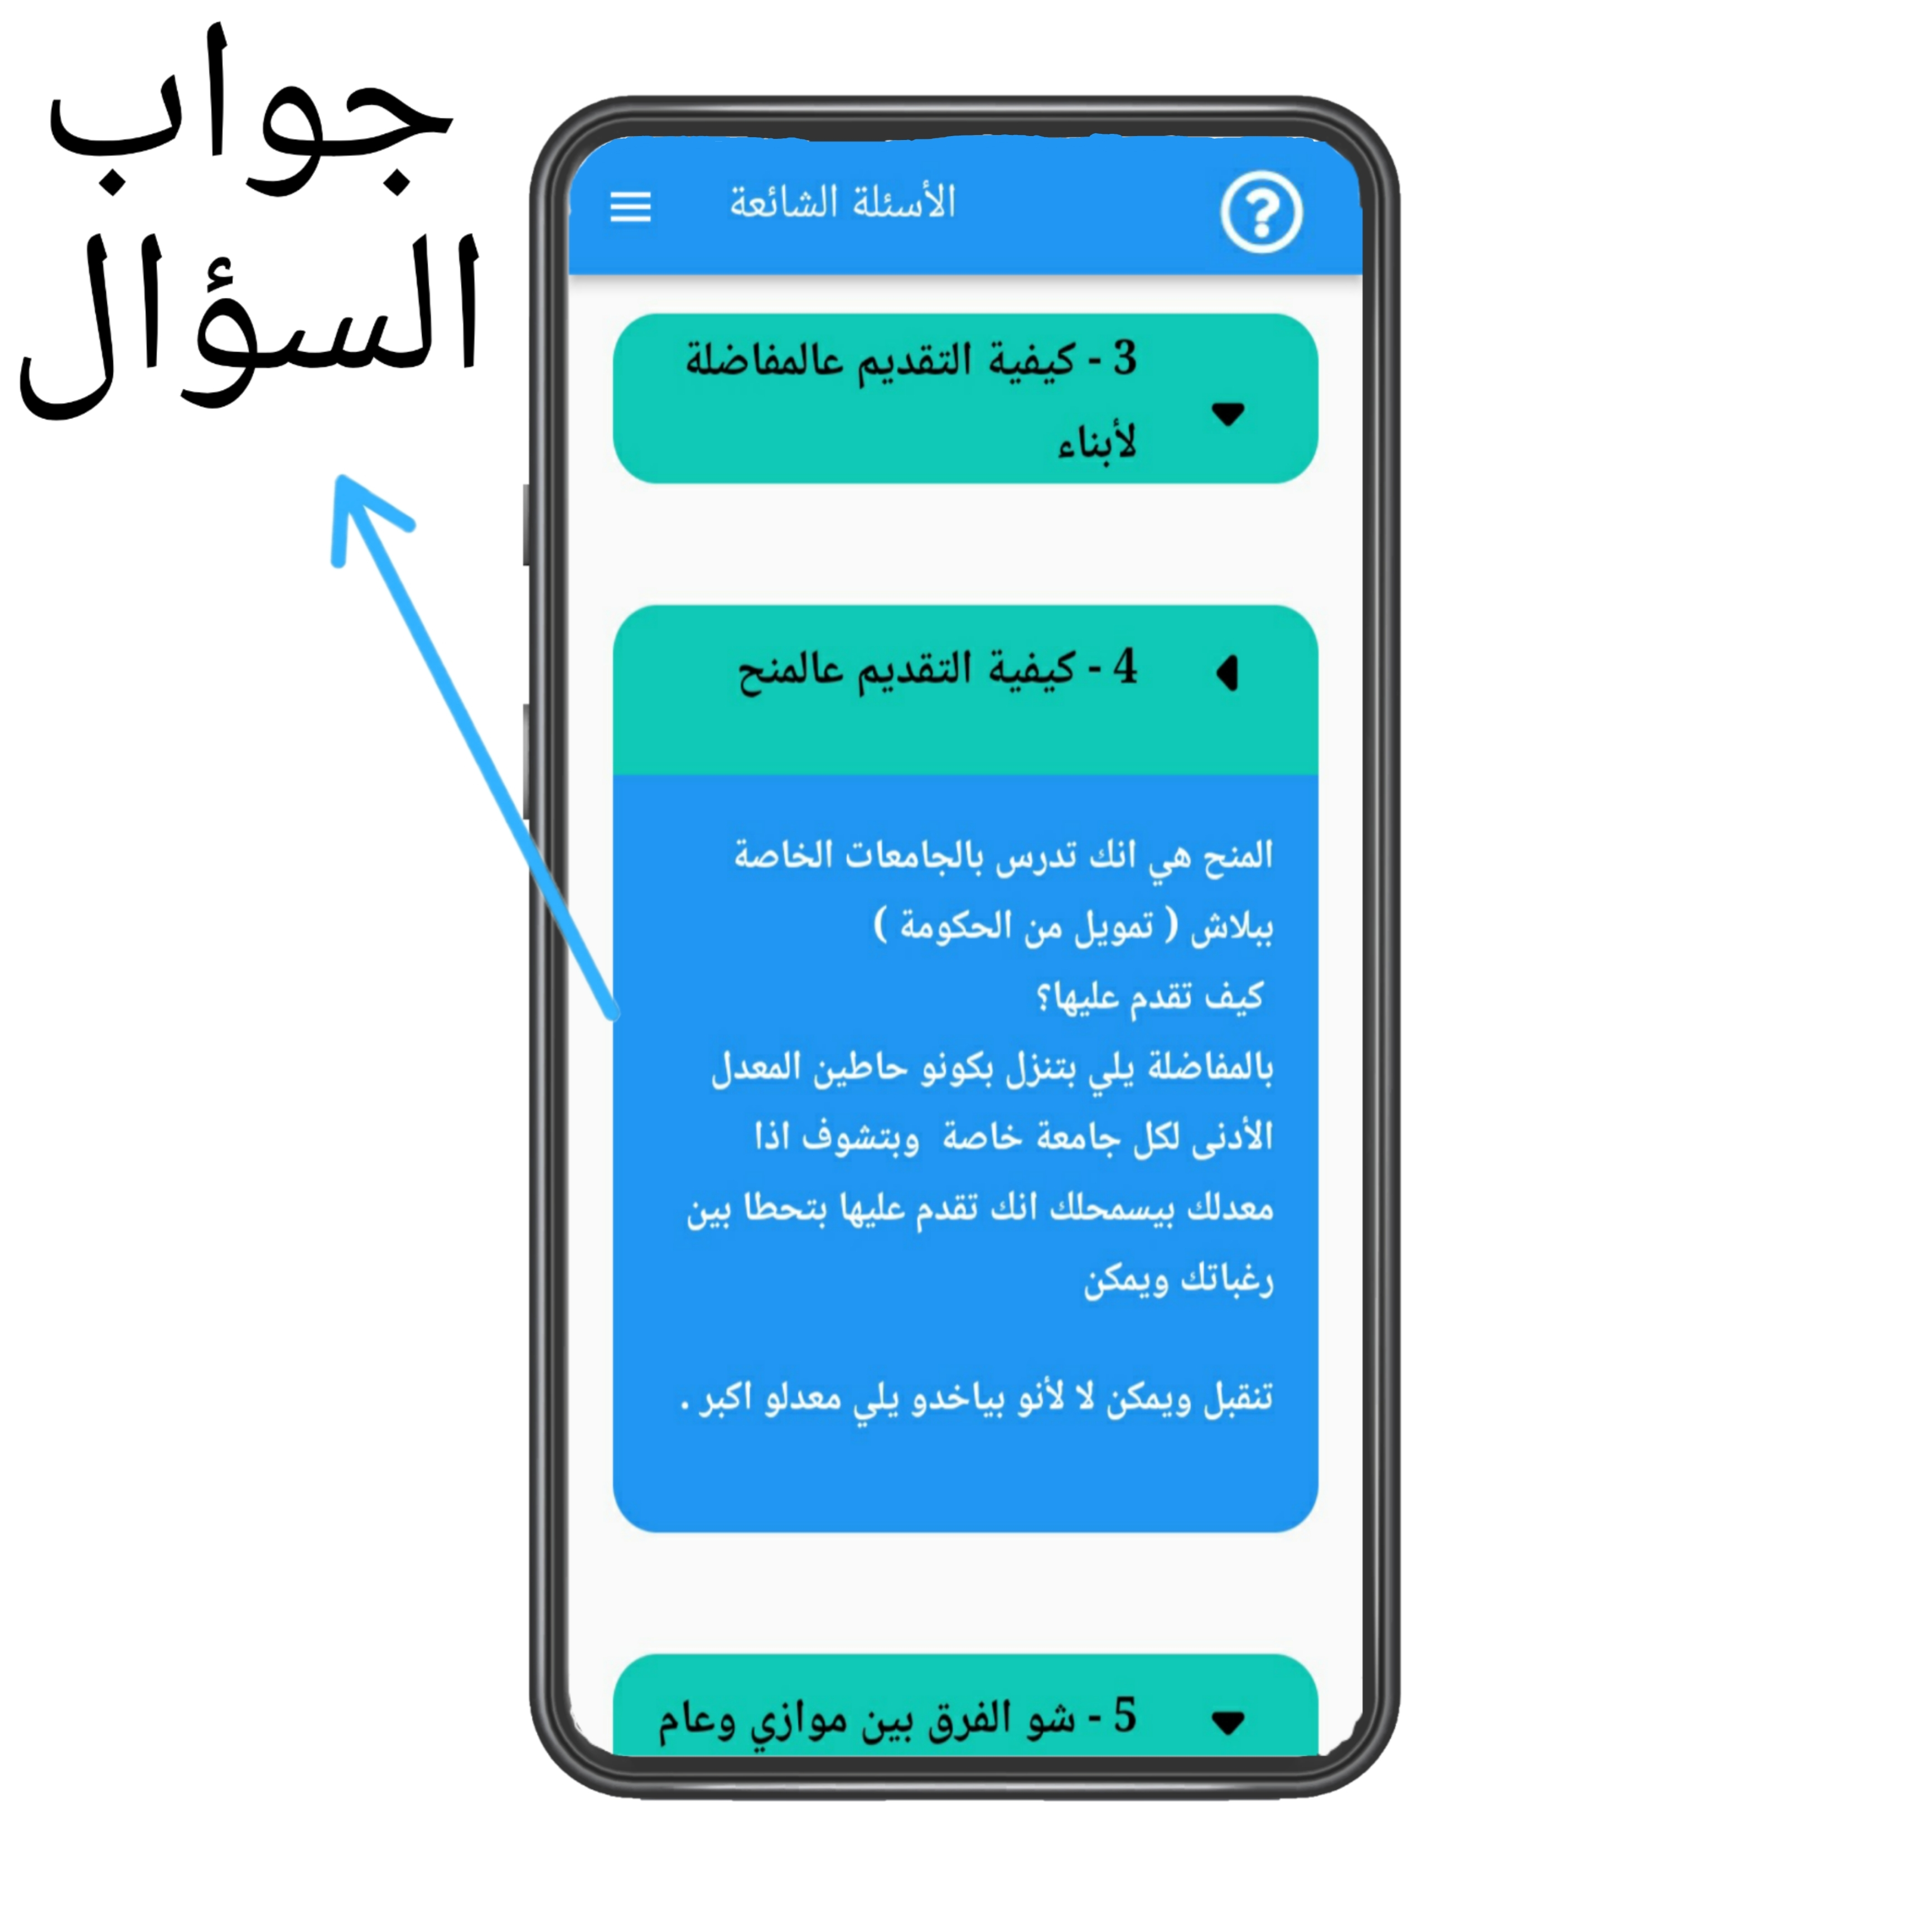 جواب
السؤال
الأسئلة الشائعة
3 - كيفية التقديم عالمفاضلة
لأبناء
4 - كيفية التقديم عالمنح
المنح هي انك تدرس بالجامعات الخاصة
ببلاش ( تمويل من الحكومة )
كيف تقدم عليها؟
بالمفاضلة يلي بتنزل بكونو حاطين المعدل
الأدنى لكل جامعة خاصة وبتشوف اذا
معدلك بيسمحلك انك تقدم عليها بتحطا بين
رغباتك ويمكن
تنقبل ويمكن لا لأنو بياخدو يلي معدلو اكبر .
5 - شو الفرق بين موازي وعام